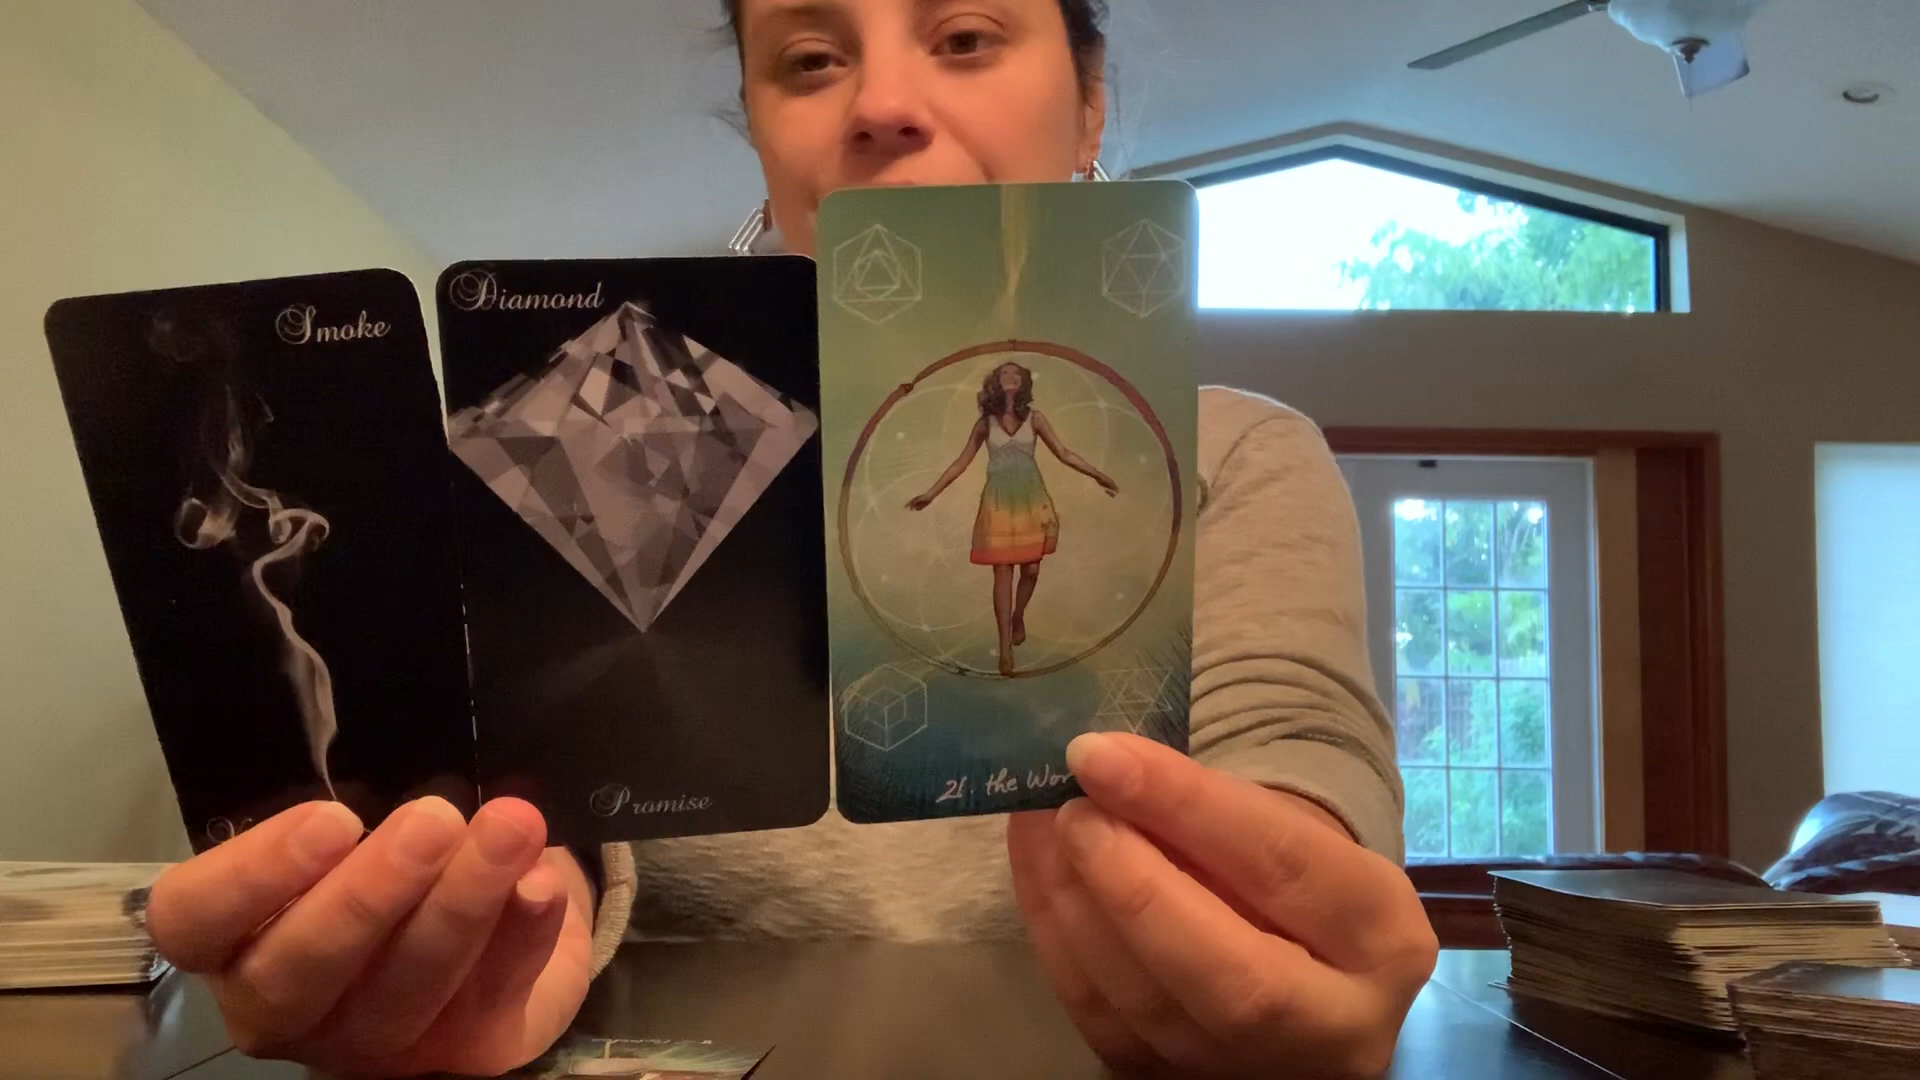 Smoke
Diamond
Promise
21. the Wor